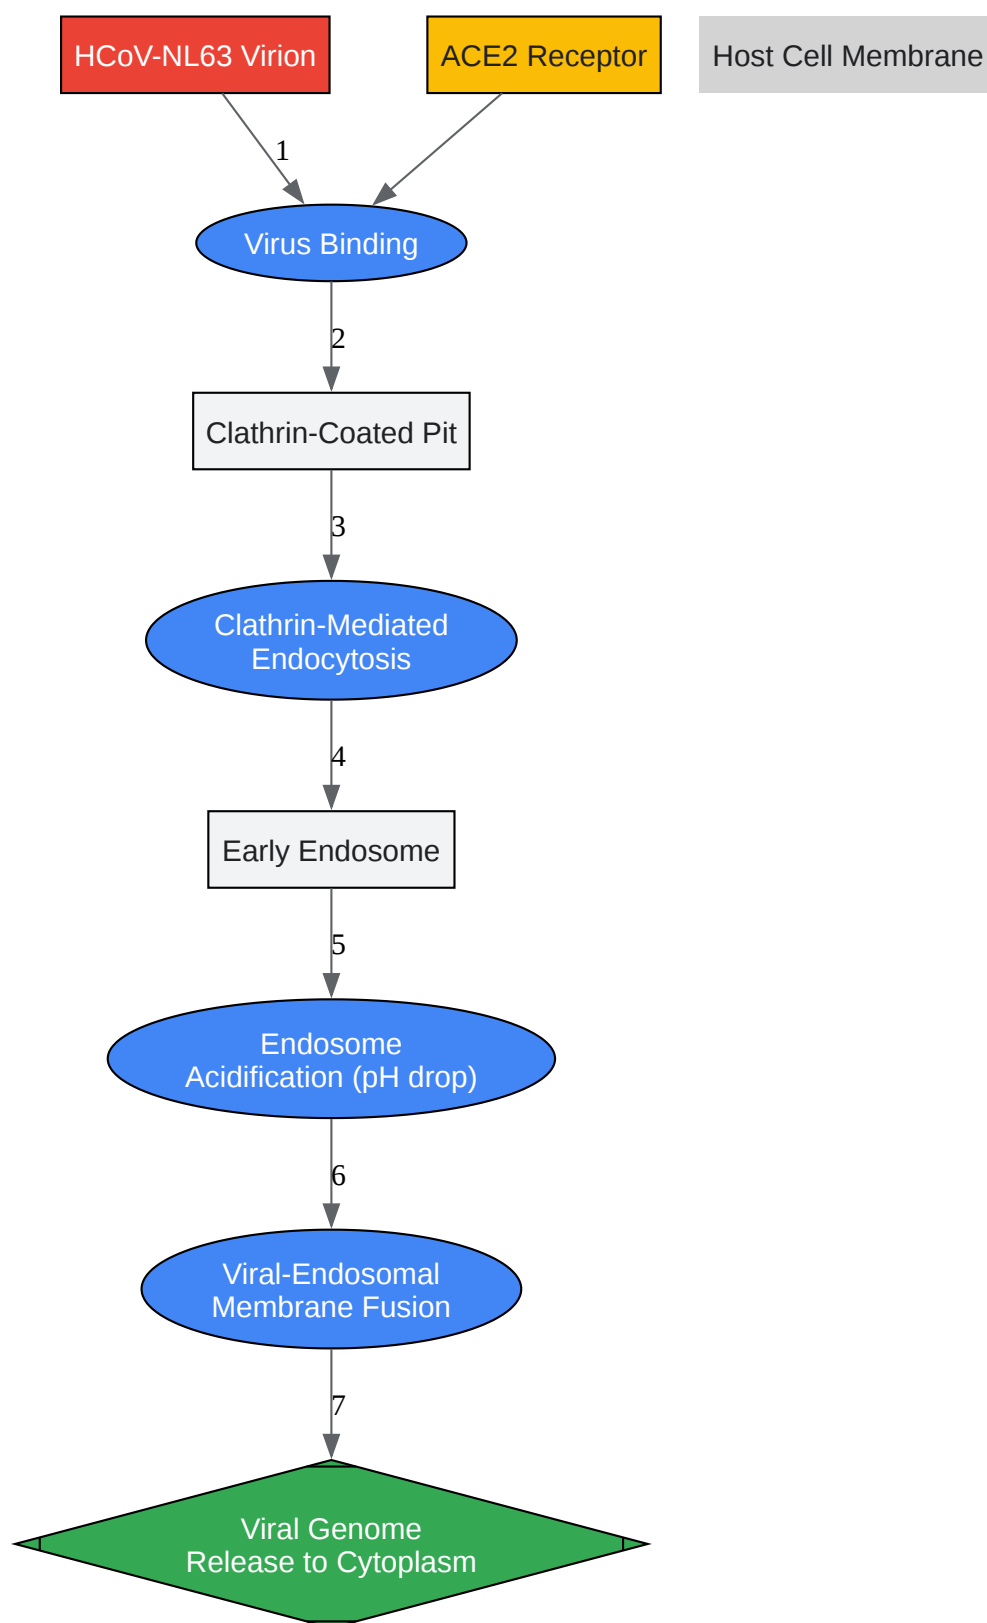 HCoV-NL63 Virion
ACE2 Receptor
Host Cell Membrane
1
Virus Binding
2
Clathrin-Coated Pit
3
Clathrin-Mediated
Endocytosis
4
Early Endosome
5
Endosome
Acidification (pH drop)
6
Viral-Endosomal
Membrane Fusion
7
Viral Genome
Release to Cytoplasm